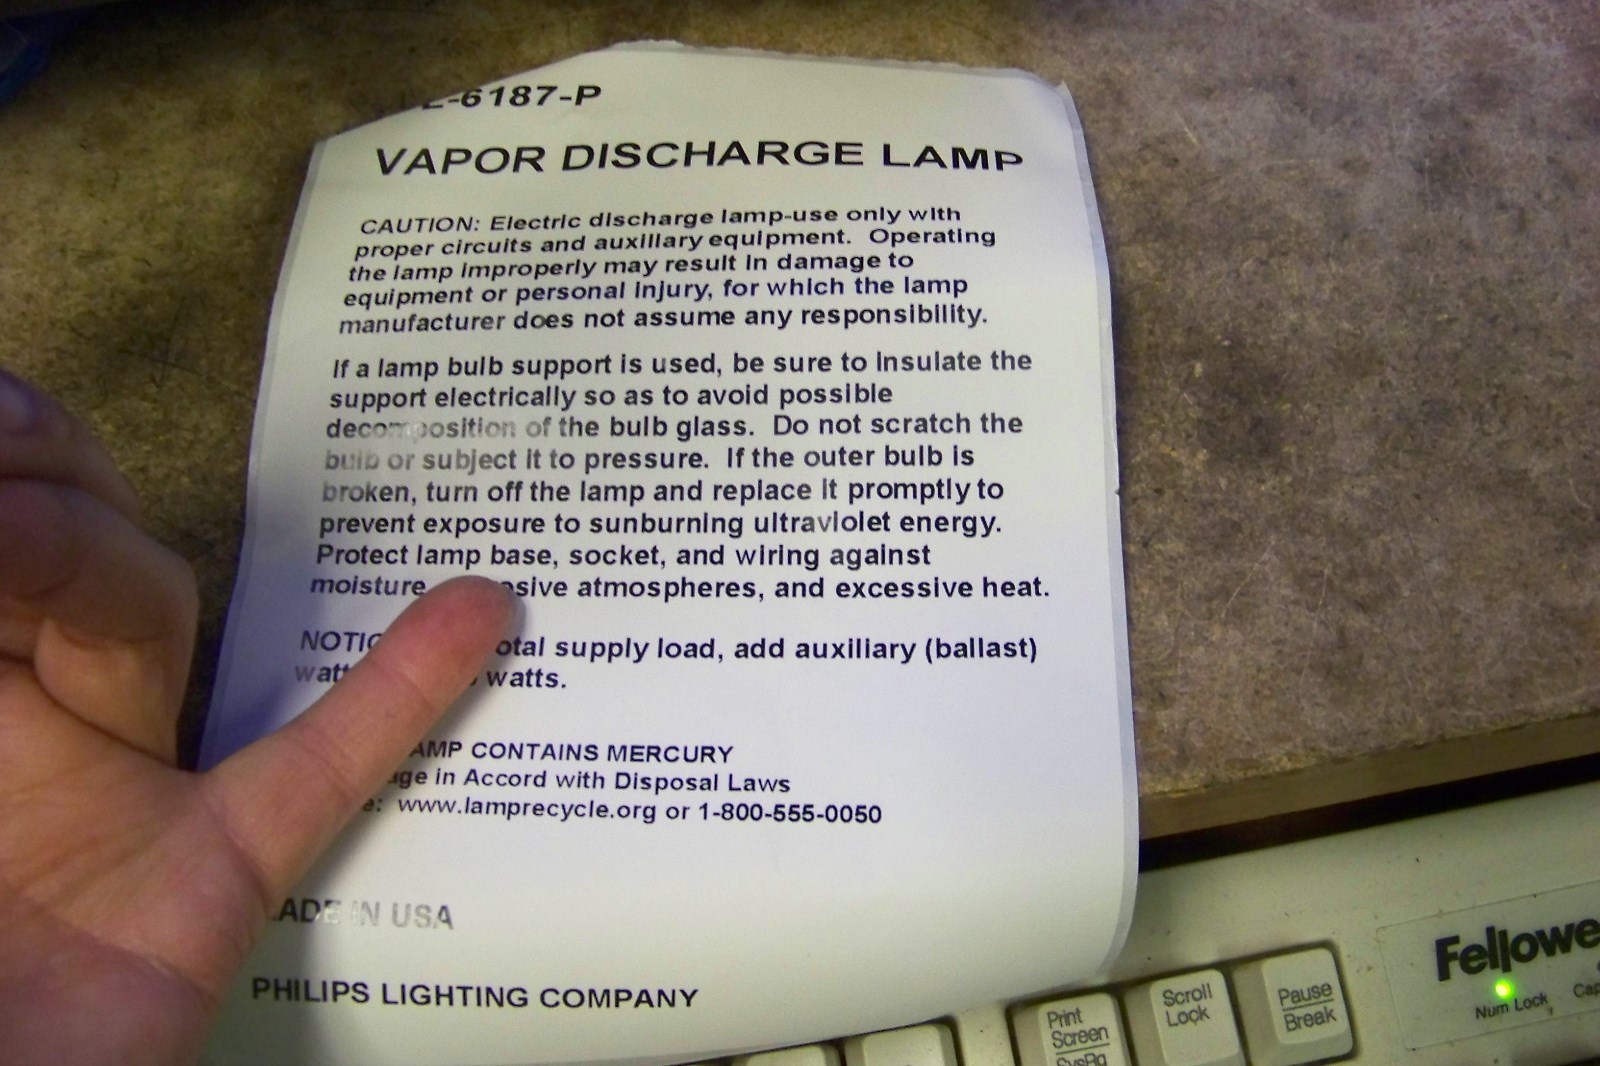 -6187-P
VAPOR DISCHARGE LAMP
CAUTION: Electric discharge lamp-use only with
proper circuits and auxiliary equipment. Operating
the lamp improperly may result in damage to
equipment or personal injury, for which the lamp
manufacturer does not assume any responsibility.
If a lamp bulb support is used, be sure to insulate the
support electrically so as to avoid possible
decomposition of the bulb glass. Do not scratch the
bulb or subject it to pressure. If the outer bulb is
broken, turn off the lamp and replace it promptly to
prevent exposure to sunburning ultraviolet energy.
Protect lamp base, socket, and wiring against
moisture atmospheres, and excessive heat.
supply load, add auxiliary (ballast)
watts.
CONTAINS MERCURY
in Accord with Disposal Laws
www.lamprecycle.org or 1-800-555-0050
IN USA
PHILIPS LIGHTING COMPANY
Print
Screen
SysRq
Scroll
Lock
Pause
Break
Num Lock